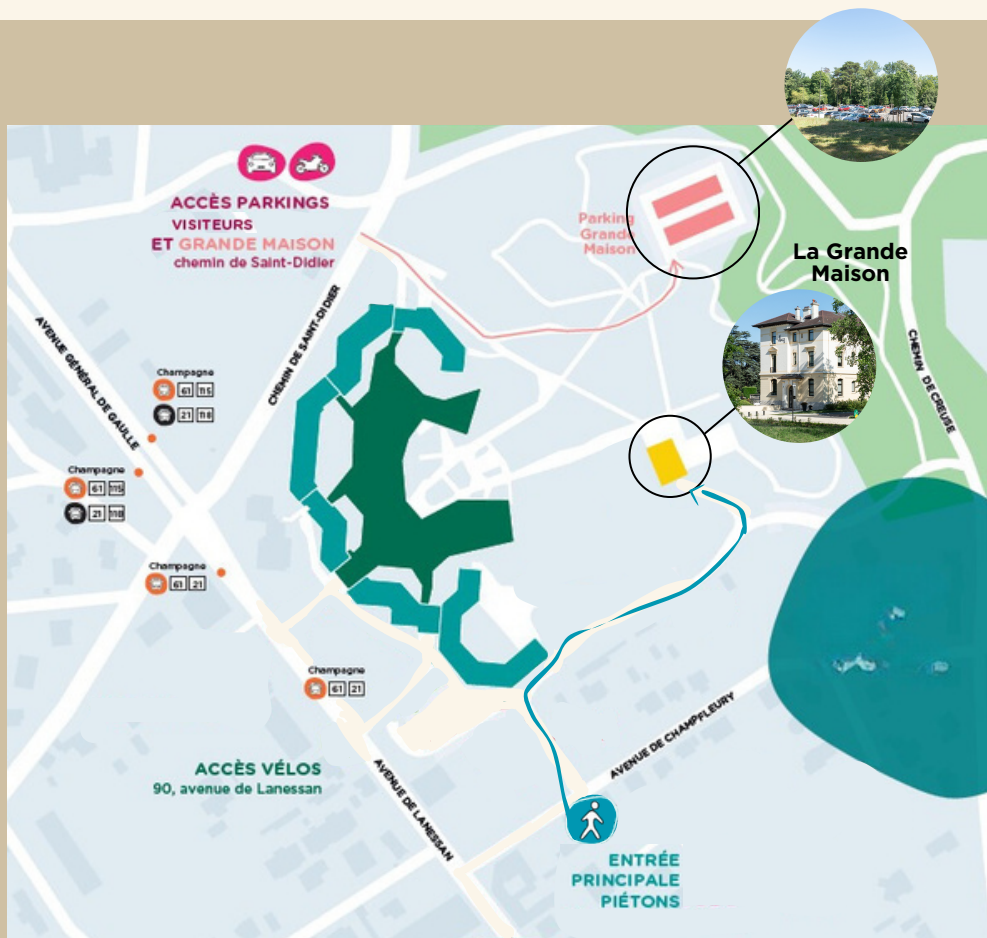 ACCÈS PARKINGS
VISITEURS
ET GRANDE MAISON
chemin de Saint-Didier
Parking
Grande
Maison
La Grande
Maison
CHEMIN DE SAINT-DIDIER
AVENUE GÉNÉRAL DE GAULLE
CHEMIN DE CREUSE
Champagne
61 115
21 118
Champagne
61 115
21 118
Champagne
61 21
Champagne
61 21
AVENUE DE CHAMPFLEURY
ACCÈS VÉLOS
90, avenue de Lanessan
AVENUE DE LANESSAN
ENTRÉE
PRINCIPALE
PIÉTONS